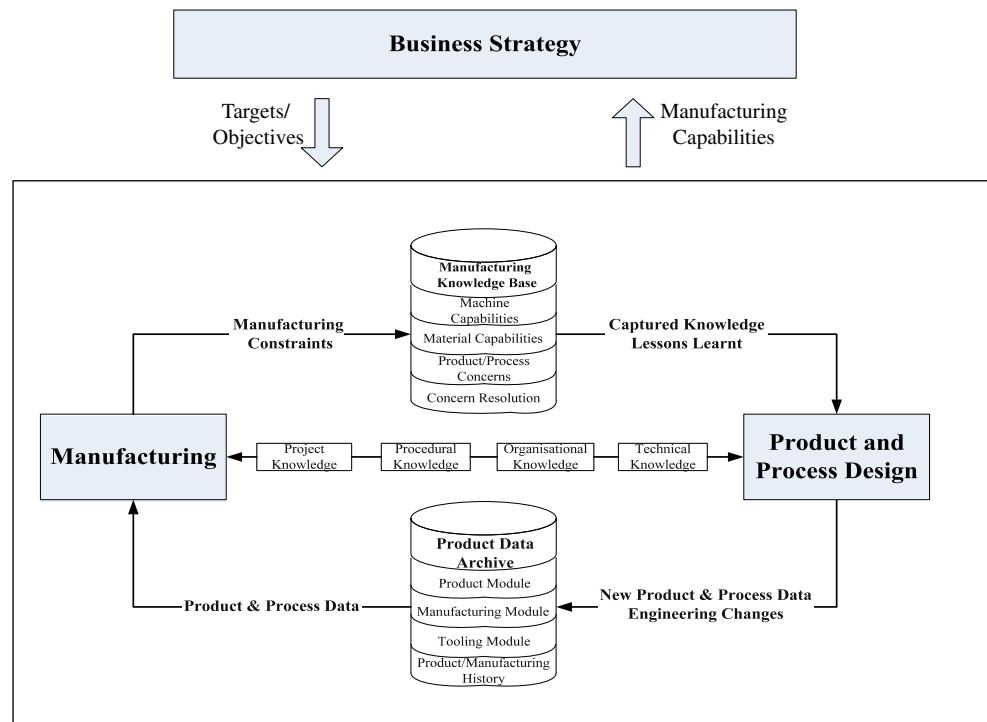 Business Strategy
Targets/
Objectives
Manufacturing
Capabilities
Manufacturing
Knowledge Base
Machine
Capabilities
Material Capabilities
Product/Process
Concerns
Concern Resolution
Manufacturing
Constraints
Captured Knowledge
Lessons Learnt
Manufacturing
Project
Knowledge
Procedural
Knowledge
Organisational
Knowledge
Technical
Knowledge
Product and
Process Design
Product Data
Archive
Product Module
Manufacturing Module
Tooling Module
Product/Manufacturing
History
Product & Process Data
New Product & Process Data
Engineering Changes